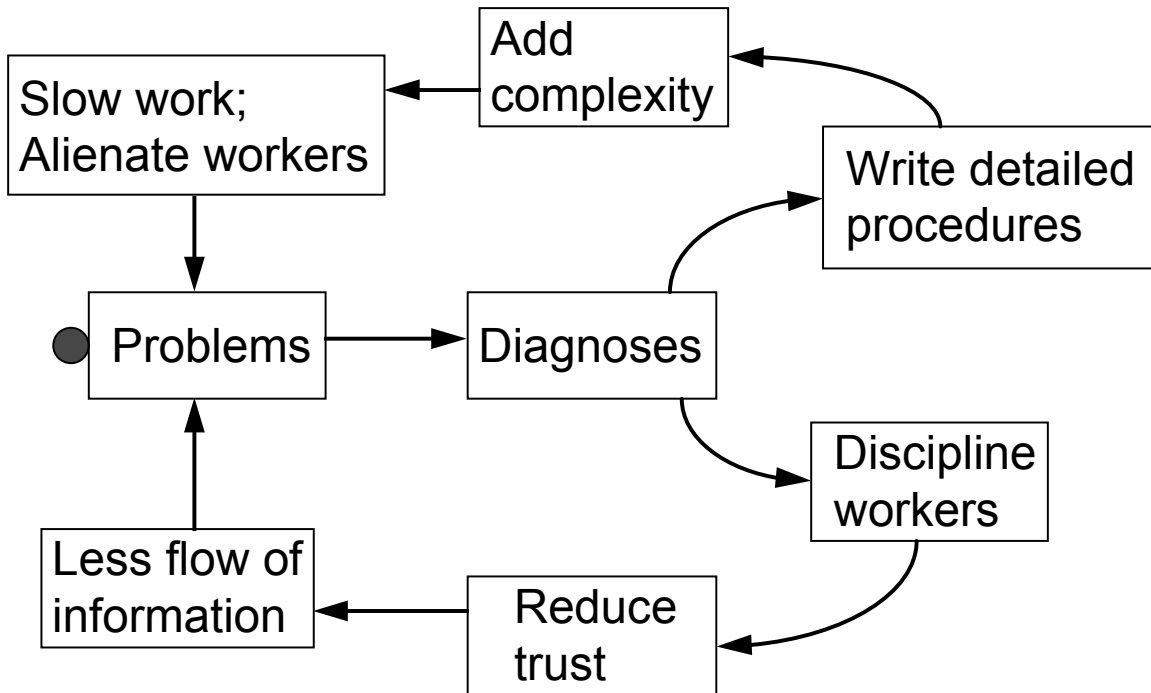 Add
complexity
Slow work;
Alienate workers
Write detailed
procedures
Problems
Diagnoses
Discipline
workers
Less flow of
information
Reduce
trust